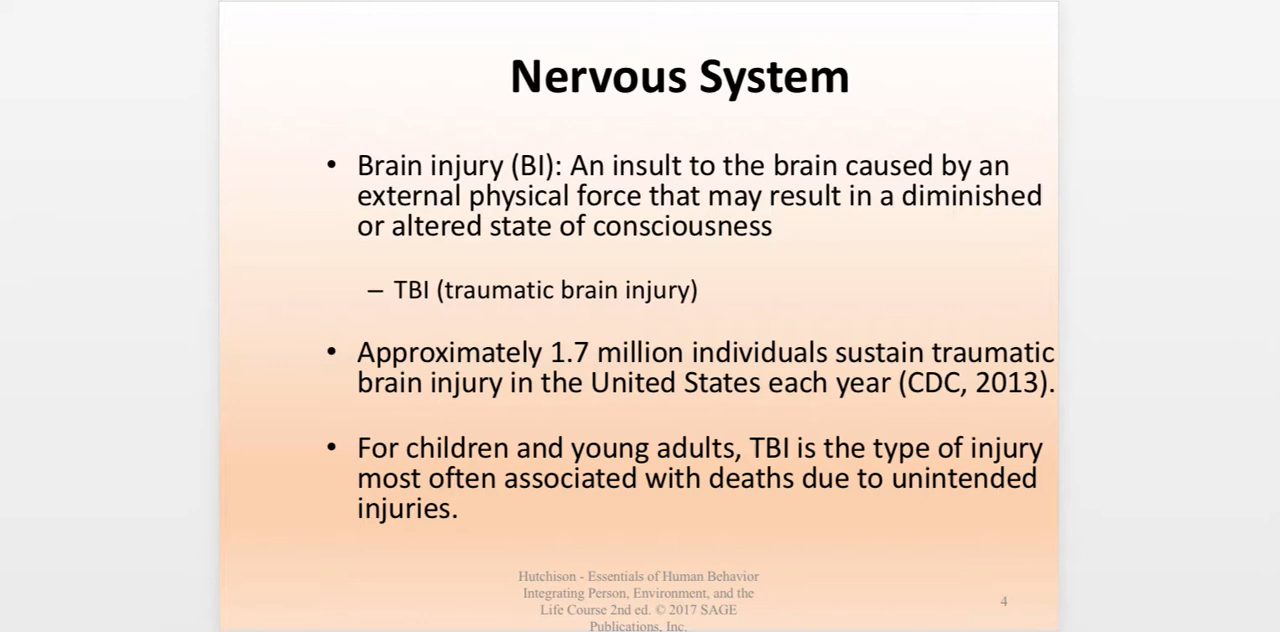 Nervous System
• Brain injury (BI): An insult to the brain caused by an
external physical force that may result in a diminished
or altered state of consciousness
– TBI (traumatic brain injury)
• Approximately 1.7 million individuals sustain traumatic
brain injury in the United States each year (CDC, 2013).
• For children and young adults, TBI is the type of injury
most often associated with deaths due to unintended
injuries.
Hutchison - Essentials of Human Behavior
Integrating Person, Environment, and the
Life Course 2nd ed. © 2017 SAGE
Publications, Inc.
4